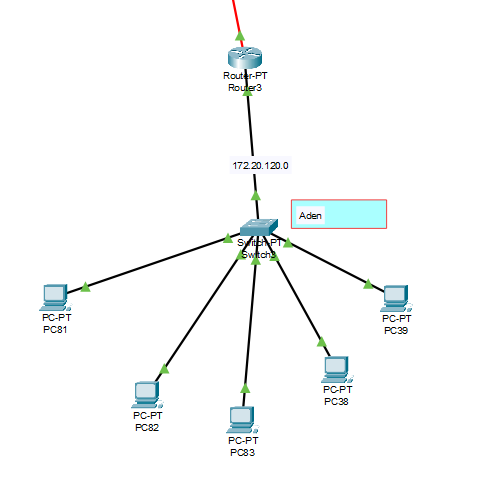 Router-PT
Router3
172.20.120.0
Aden
Switch-PT
Switch3
PC-PT
PC81
PC-PT
PC39
PC-PT
PC38
PC-PT
PC82
PC-PT
PC83